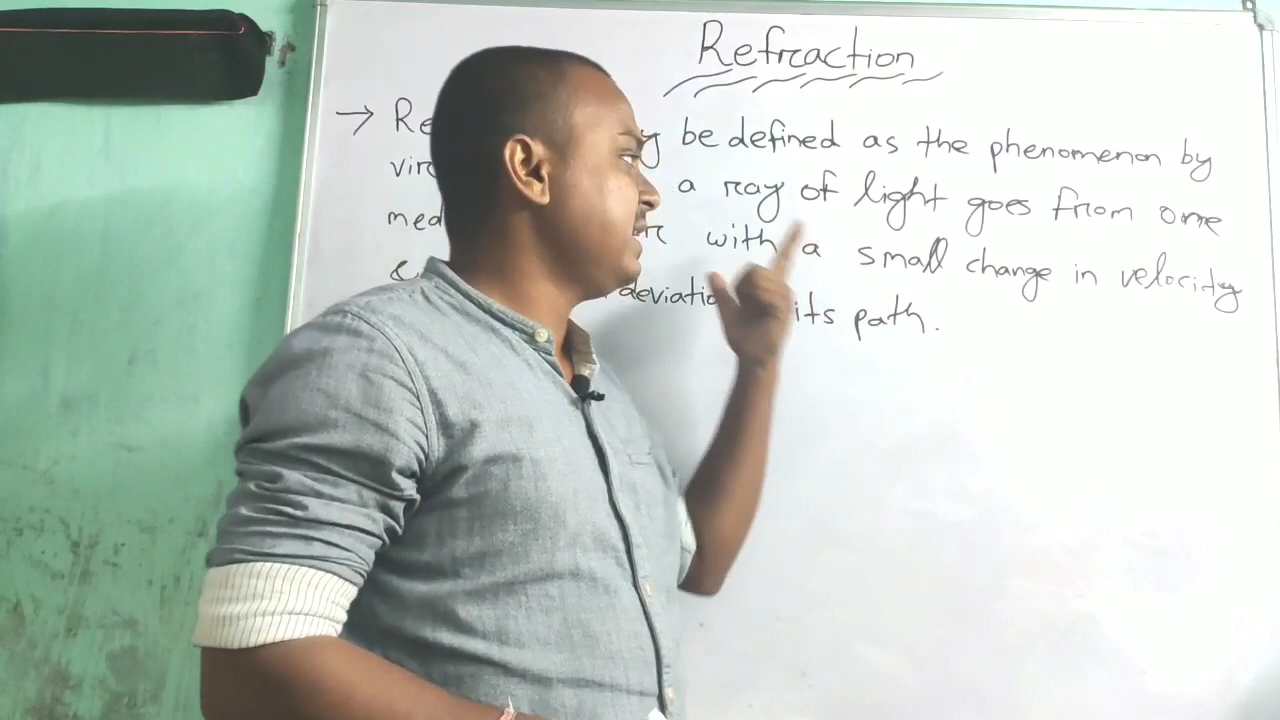 Refraction
→ Re y be defined as the phenomenon by
vir a ray of light goes from one
med with a small change in velocity
& deviatio its path.